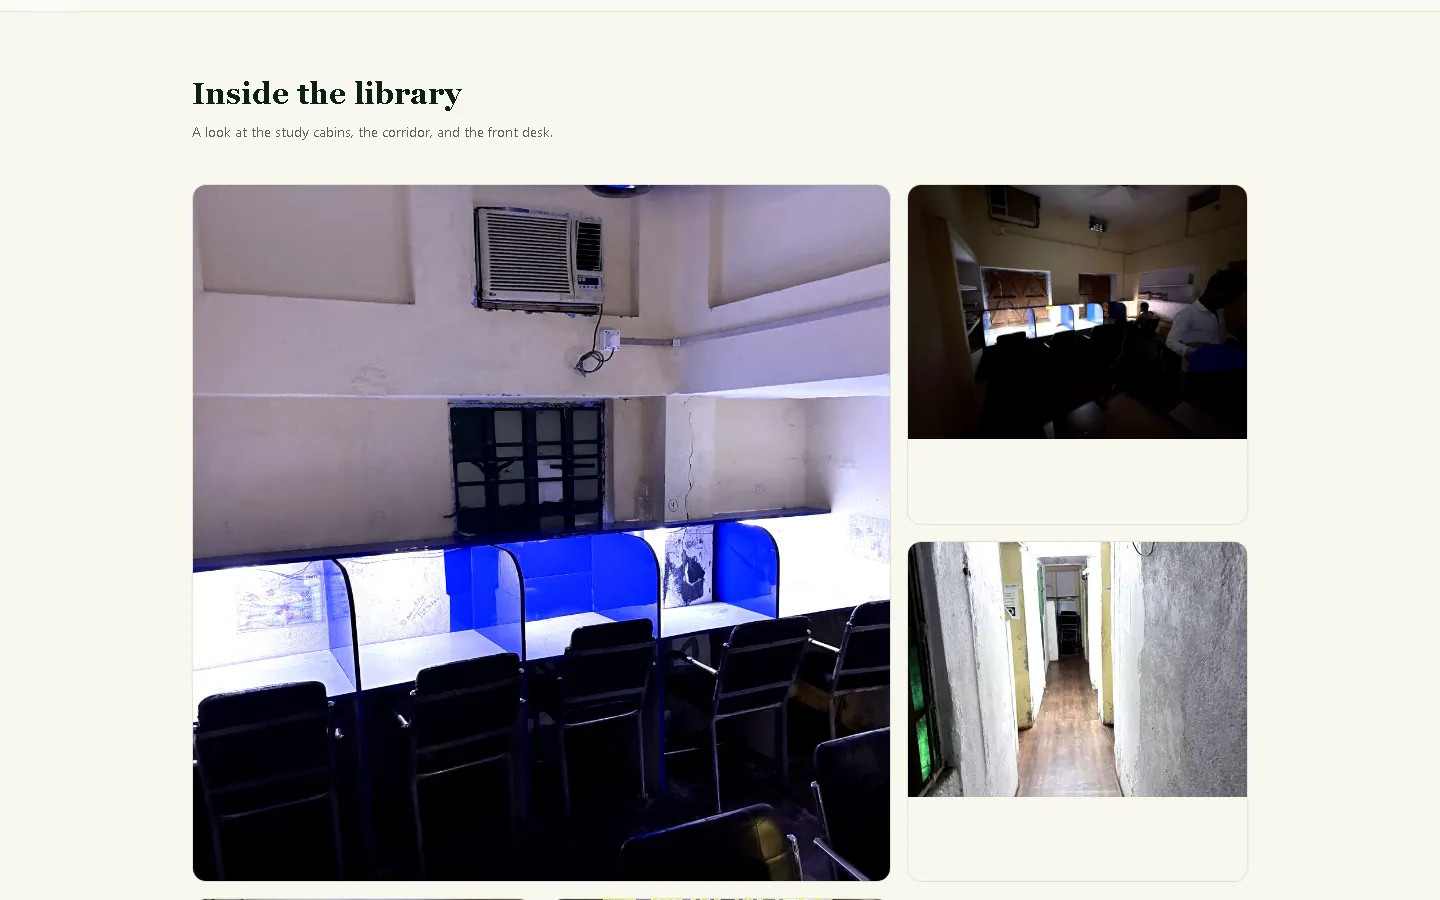 Inside the library
A look at the study cabins, the corridor, and the front desk.